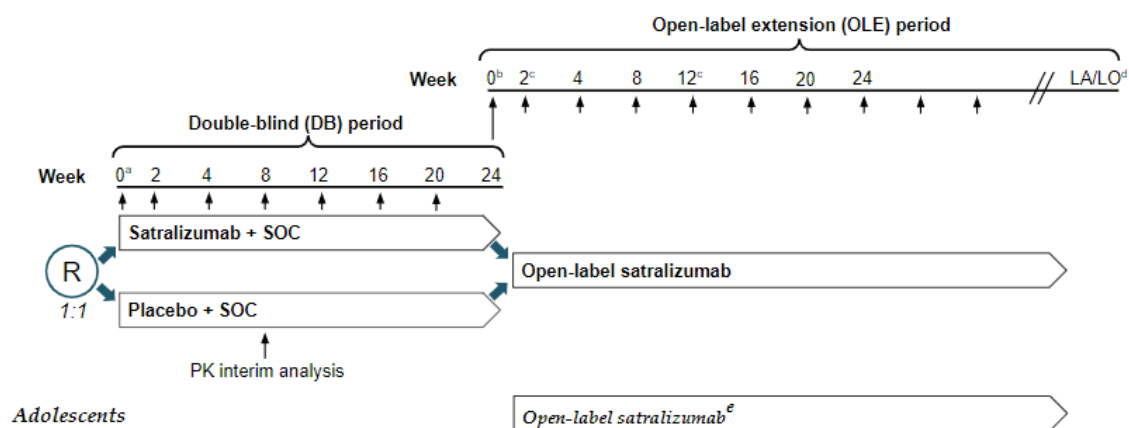 Open-label extension (OLE) period
Week 0ᵇ 2ᶜ 4 8 12ᶜ 16 20 24 LA/LOᵈ
Double-blind (DB) period
Week 0ᵃ 2 4 8 12 16 20 24
Satralizumab + SOC
R
1:1
Open-label satralizumab
Placebo + SOC
PK interim analysis
Adolescents
Open-label satralizumabᵉ